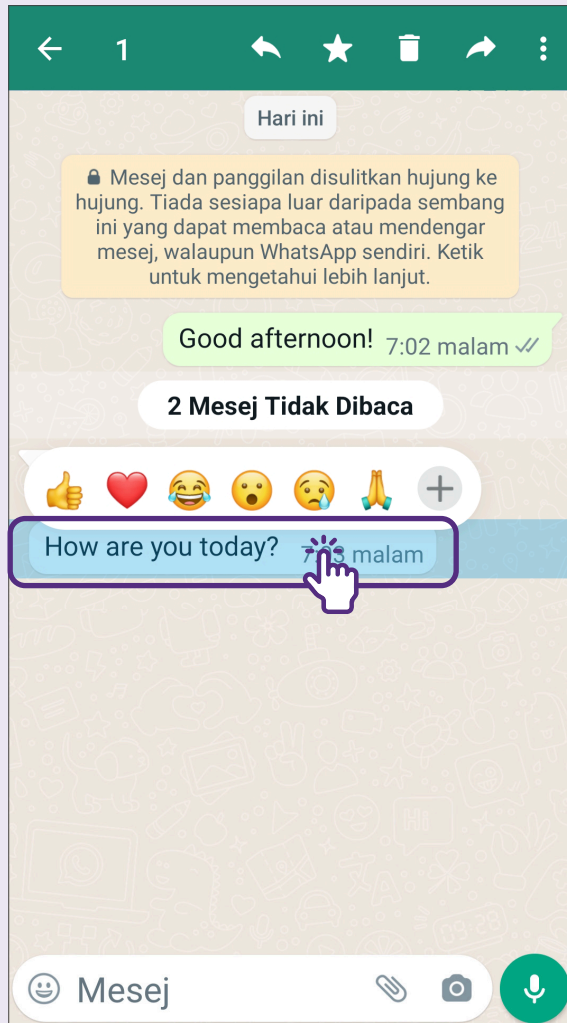 1
Hari ini
Mesej dan panggilan disulitkan hujung ke
hujung. Tiada sesiapa luar daripada sembang
ini yang dapat membaca atau mendengar
mesej, walaupun WhatsApp sendiri. Ketik
untuk mengetahui lebih lanjut.
Good afternoon! 7:02 malam
2 Mesej Tidak Dibaca
How are you today? 7:03 malam
Mesej